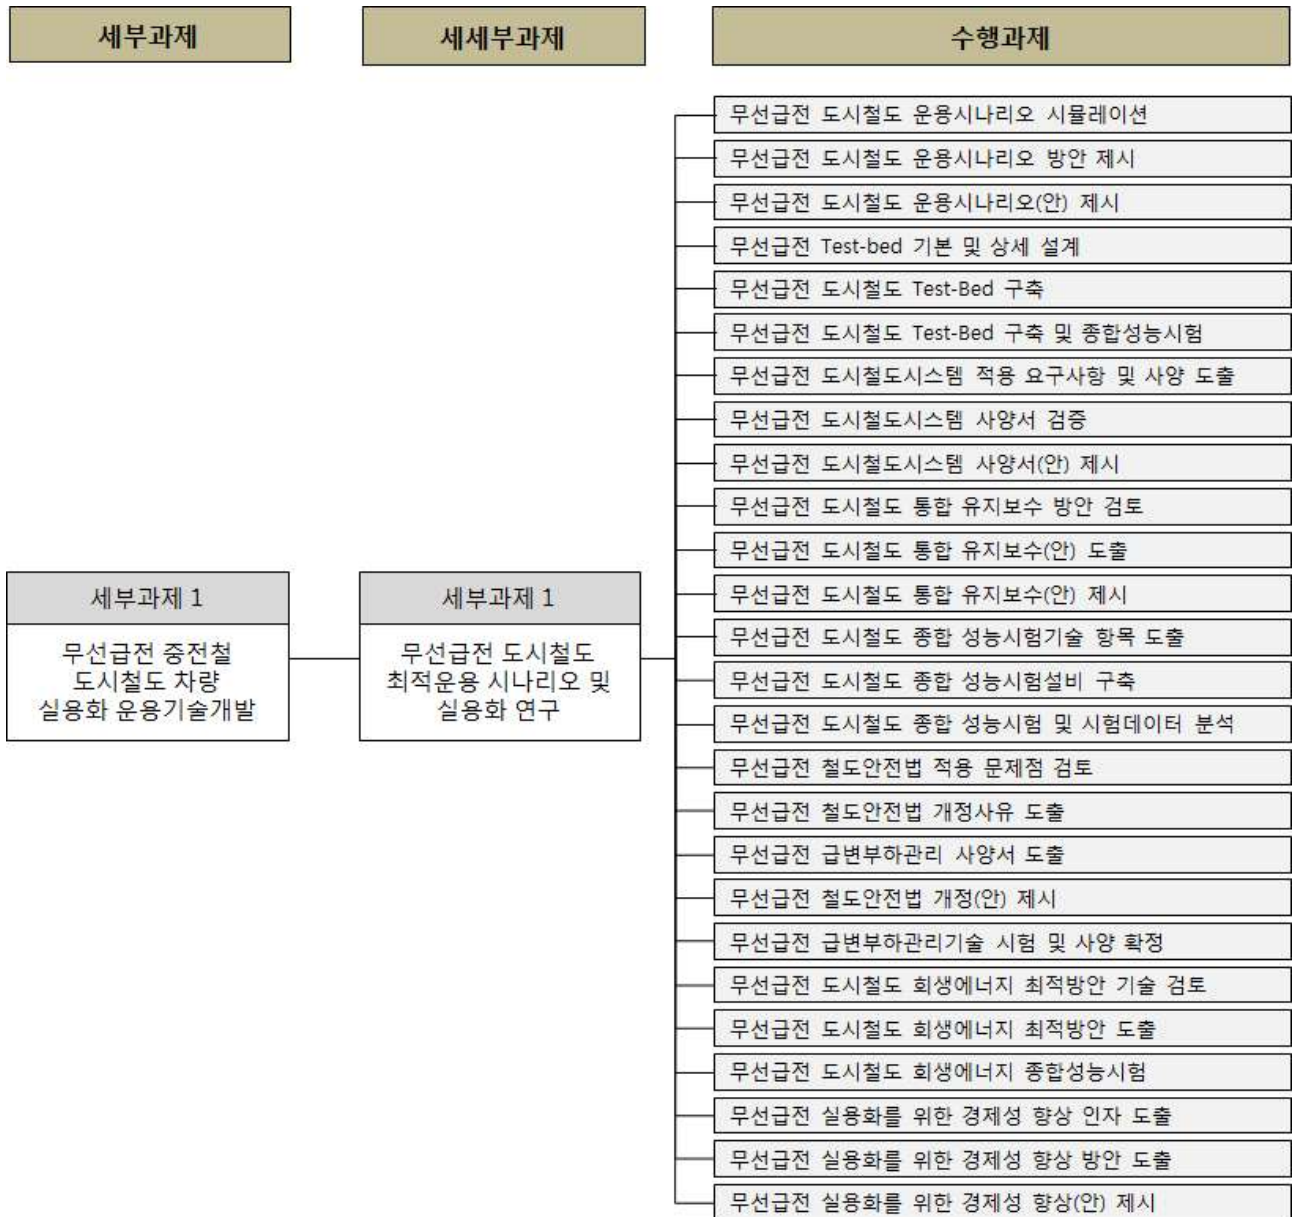 세부과제
세세부과제
수행과제
세부과제 1
무선급전 중전철
도시철도 차량
실용화 운용기술개발
세부과제 1
무선급전 도시철도
최적운용 시나리오 및
실용화 연구
무선급전 도시철도 운용시나리오 시뮬레이션
무선급전 도시철도 운용시나리오 방안 제시
무선급전 도시철도 운용시나리오(안) 제시
무선급전 Test-bed 기본 및 상세 설계
무선급전 도시철도 Test-Bed 구축
무선급전 도시철도 Test-Bed 구축 및 종합성능시험
무선급전 도시철도시스템 적용 요구사항 및 사양 도출
무선급전 도시철도시스템 사양서 검증
무선급전 도시철도시스템 사양서(안) 제시
무선급전 도시철도 통합 유지보수 방안 검토
무선급전 도시철도 통합 유지보수(안) 도출
무선급전 도시철도 통합 유지보수(안) 제시
무선급전 도시철도 종합 성능시험기술 항목 도출
무선급전 도시철도 종합 성능시험설비 구축
무선급전 도시철도 종합 성능시험 및 시험데이터 분석
무선급전 철도안전법 적용 문제점 검토
무선급전 철도안전법 개정사유 도출
무선급전 급변부하관리 사양서 도출
무선급전 철도안전법 개정(안) 제시
무선급전 급변부하관리기술 시험 및 사양 확정
무선급전 도시철도 회생에너지 최적방안 기술 검토
무선급전 도시철도 회생에너지 최적방안 도출
무선급전 도시철도 회생에너지 종합성능시험
무선급전 실용화를 위한 경제성 향상 인자 도출
무선급전 실용화를 위한 경제성 향상 방안 도출
무선급전 실용화를 위한 경제성 향상(안) 제시